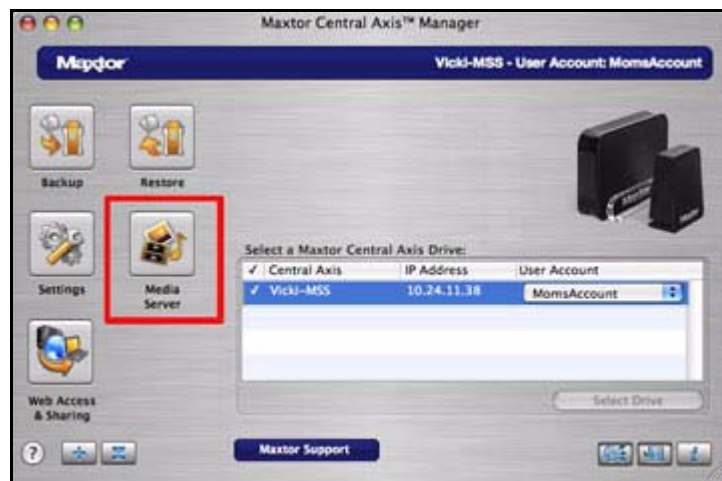 Maxtor Central Axis™ Manager
Maxtor
Vicki-MSS - User Account: MomsAccount
Backup
Restore
Settings
Media Server
Web Access & Sharing
Select a Maxtor Central Axis Drive:
✓ Central Axis IP Address User Account
✓ Vicki-MSS 10.24.11.38 MomsAccount
Select Drive
?
Maxtor Support
i